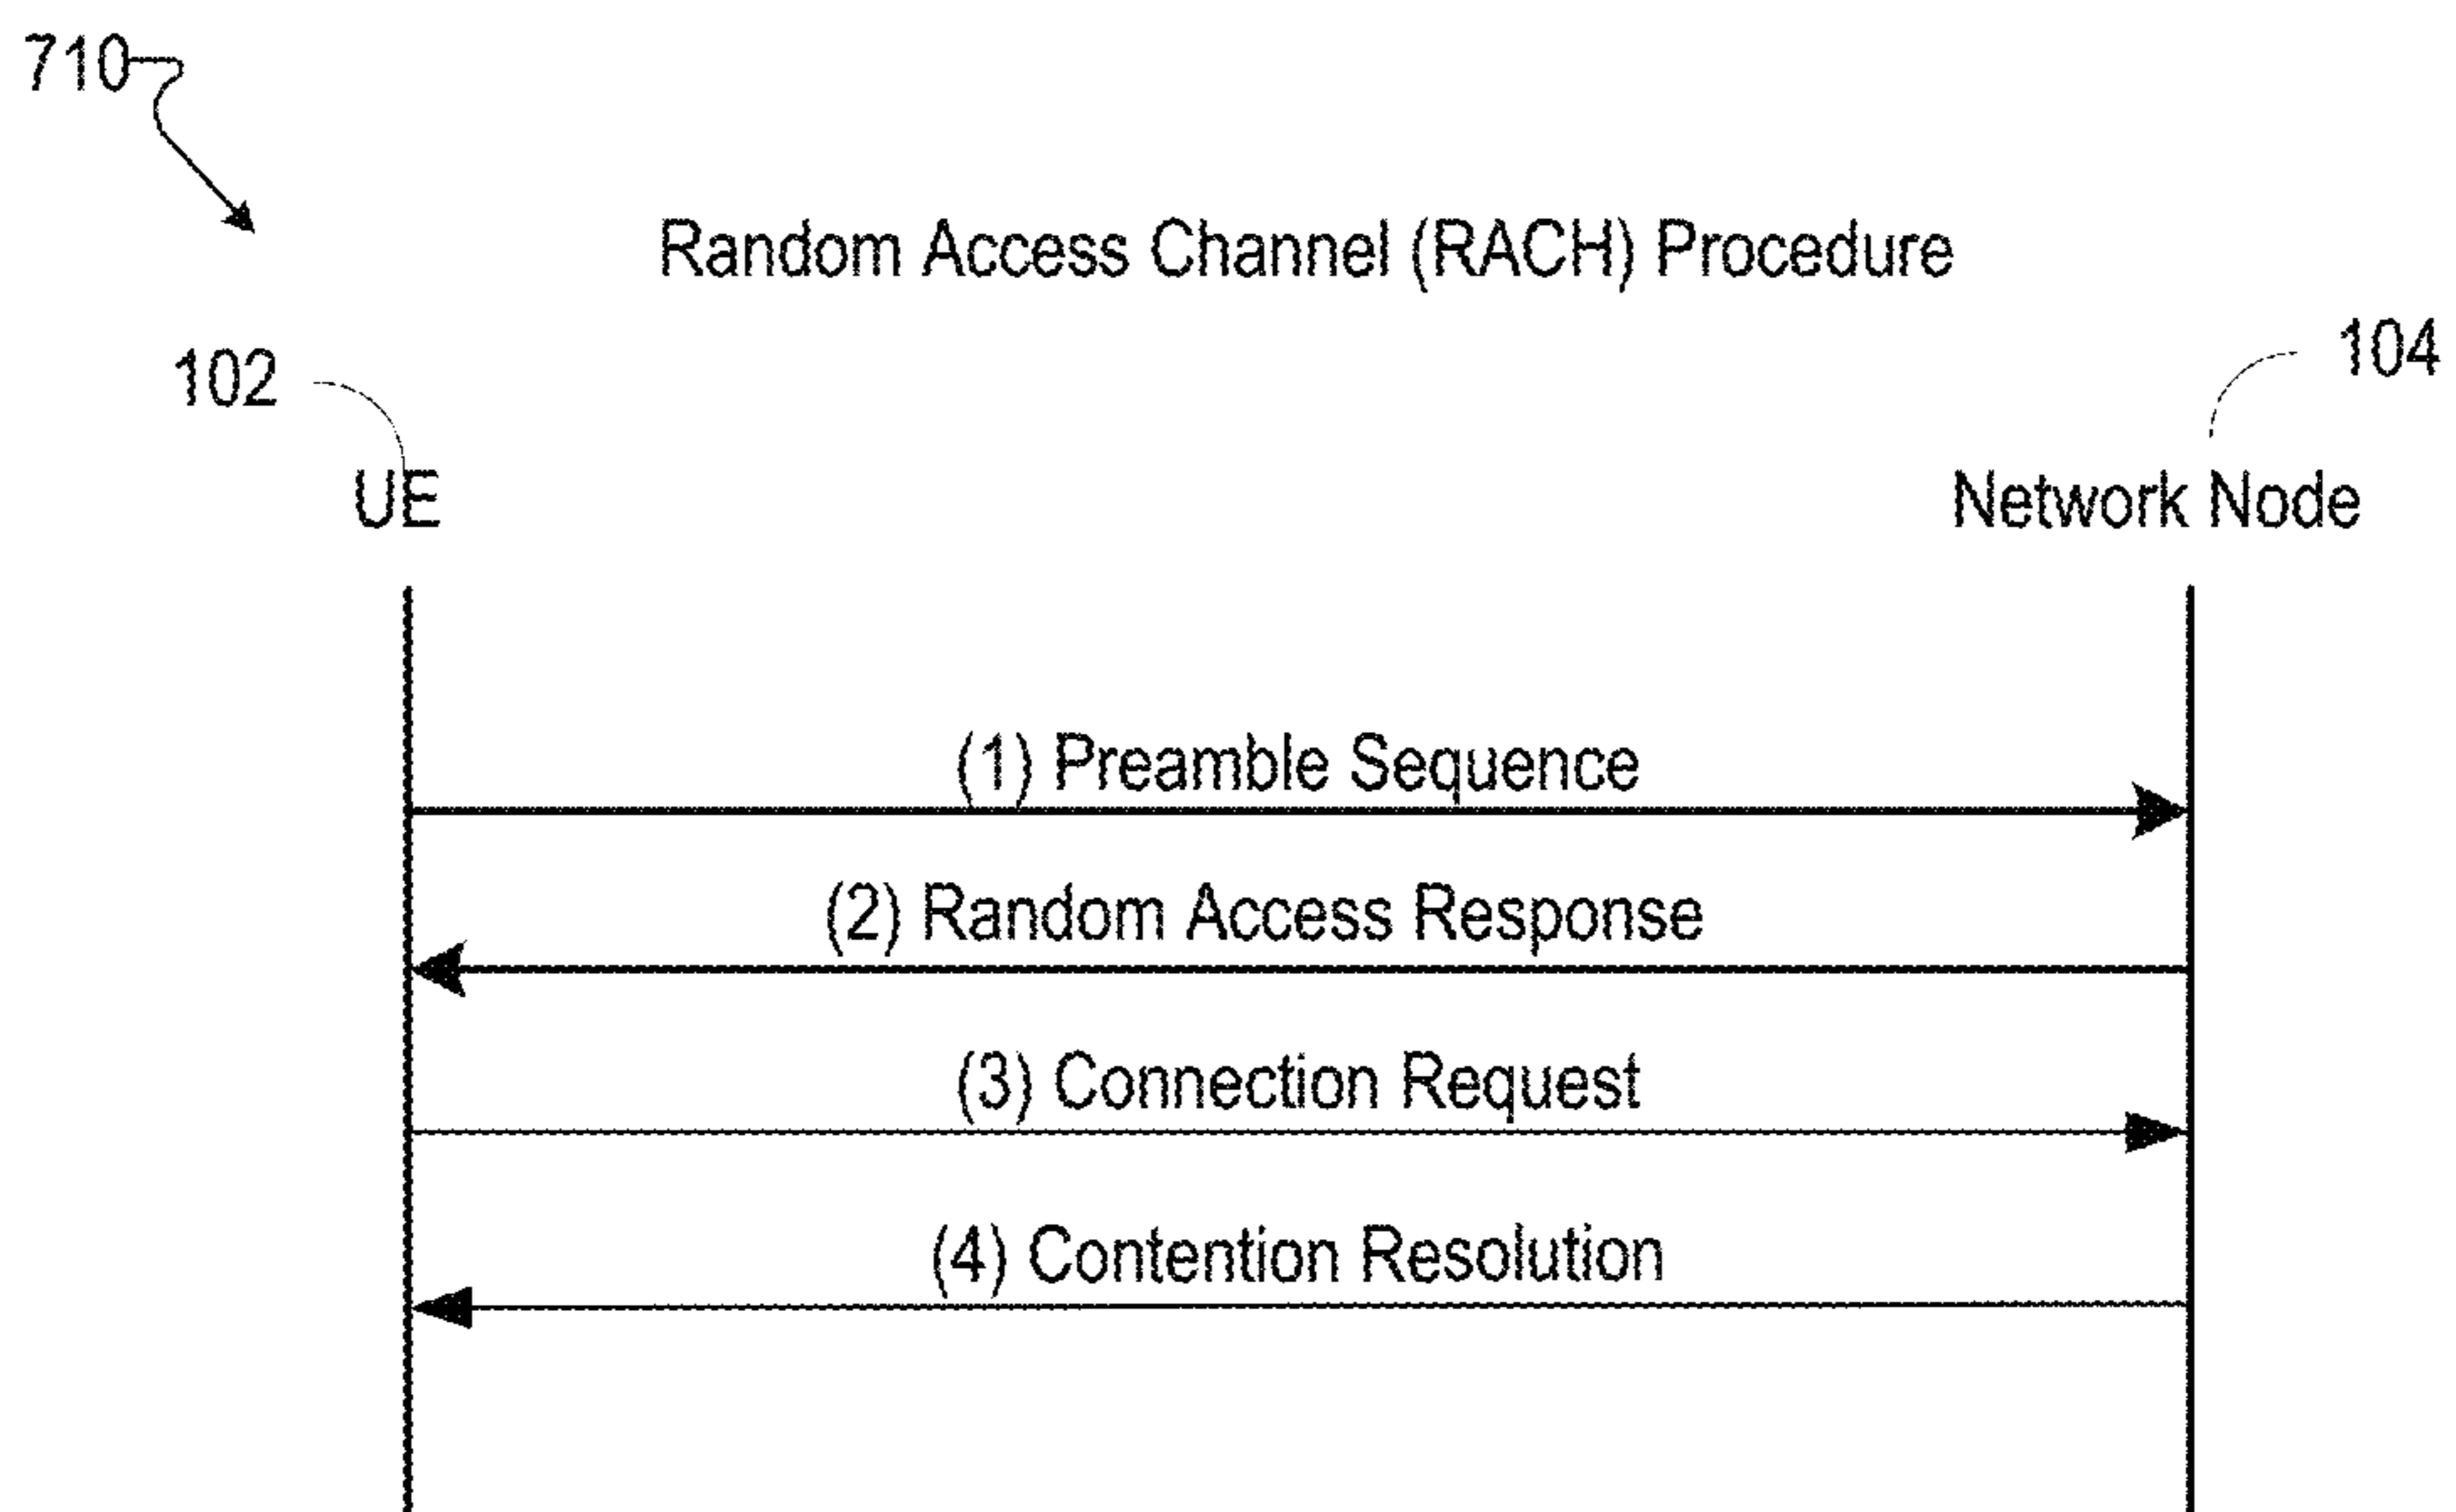 710
Random Access Channel (RACH) Procedure
102
104
UE
Network Node
(1) Preamble Sequence
(2) Random Access Response
(3) Connection Request
(4) Contention Resolution